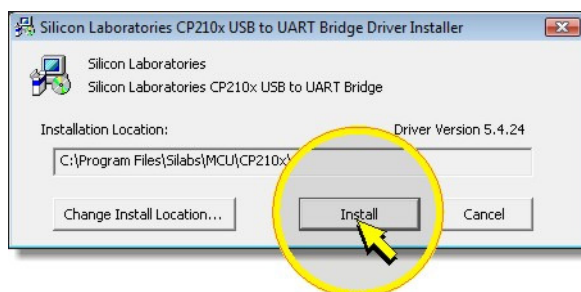 Silicon Laboratories CP210x USB to UART Bridge Driver Installer
Silicon Laboratories
Silicon Laboratories CP210x USB to UART Bridge
Installation Location:
Driver Version 5.4.24
C:\Program Files\Silabs\MCU\CP210x\
Change Install Location...
Install
Cancel